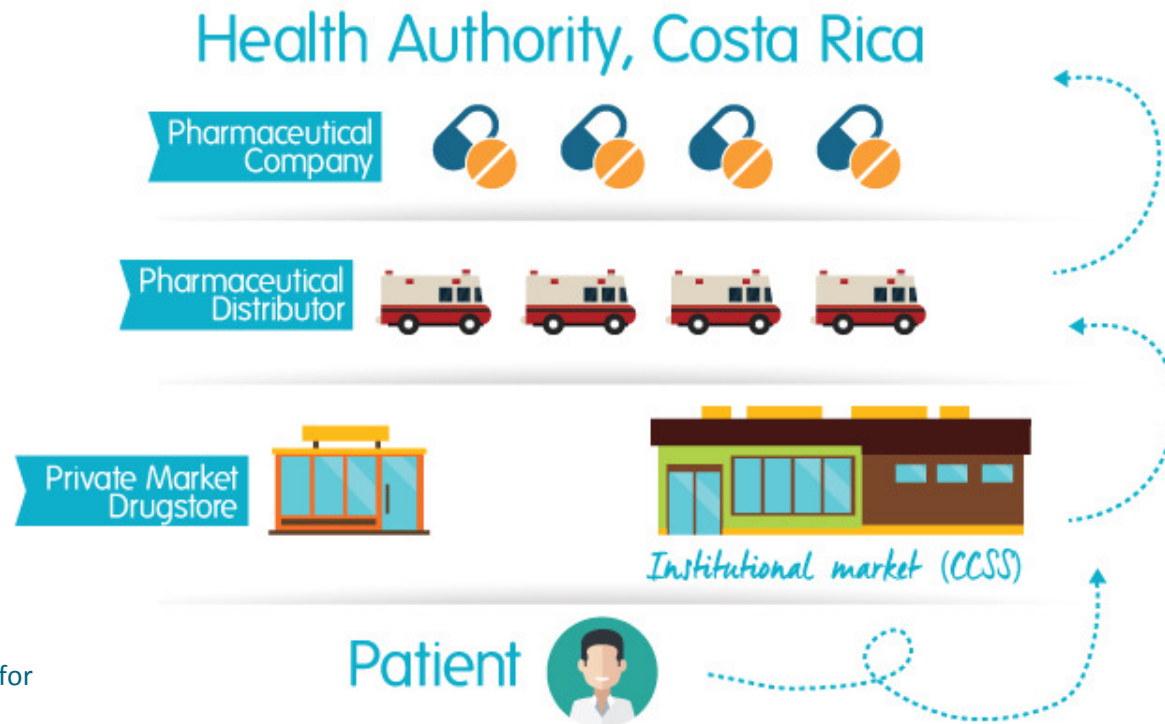 Health Authority, Costa Rica
Pharmaceutical
Company
Pharmaceutical
Distributor
Private Market
Drugstore
Institutional market (CCSS)
Patient
for